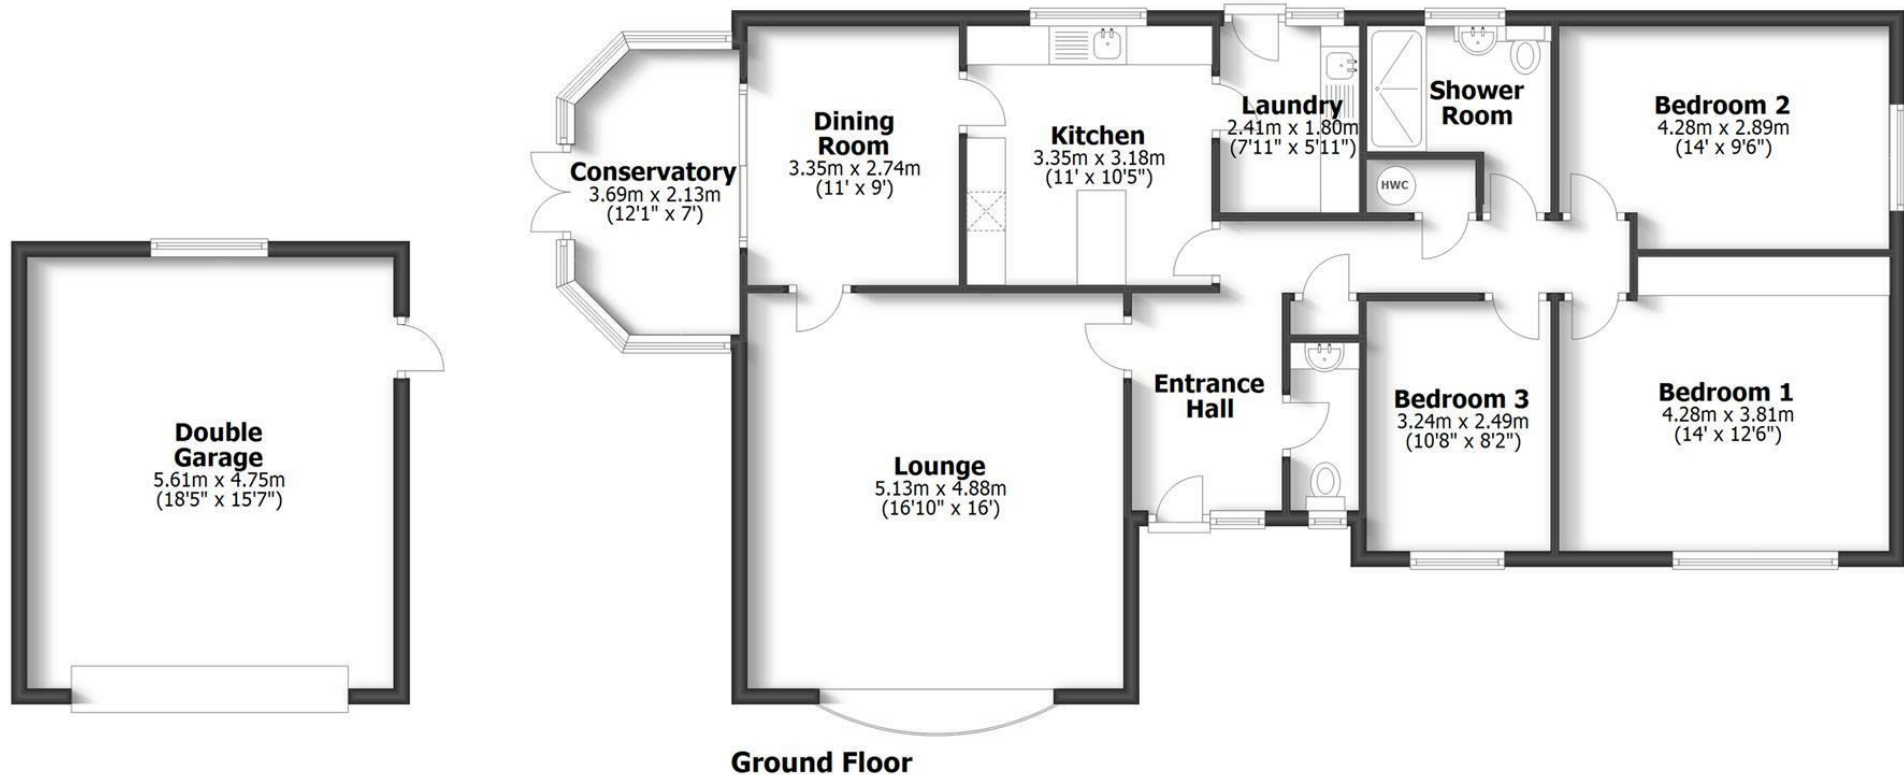 Conservatory
3.69m x 2.13m
(12'1" x 7')
Dining
Room
3.35m x 2.74m
(11' x 9')
Kitchen
3.35m x 3.18m
(11' x 10'5")
Laundry
2.41m x 1.80m
(7'11" x 5'11")
Shower
Room
HWC
Bedroom 2
4.28m x 2.89m
(14' x 9'6")
Double
Garage
5.61m x 4.75m
(18'5" x 15'7")
Lounge
5.13m x 4.88m
(16'10" x 16')
Entrance
Hall
Bedroom 3
3.24m x 2.49m
(10'8" x 8'2")
Bedroom 1
4.28m x 3.81m
(14' x 12'6")
Ground Floor